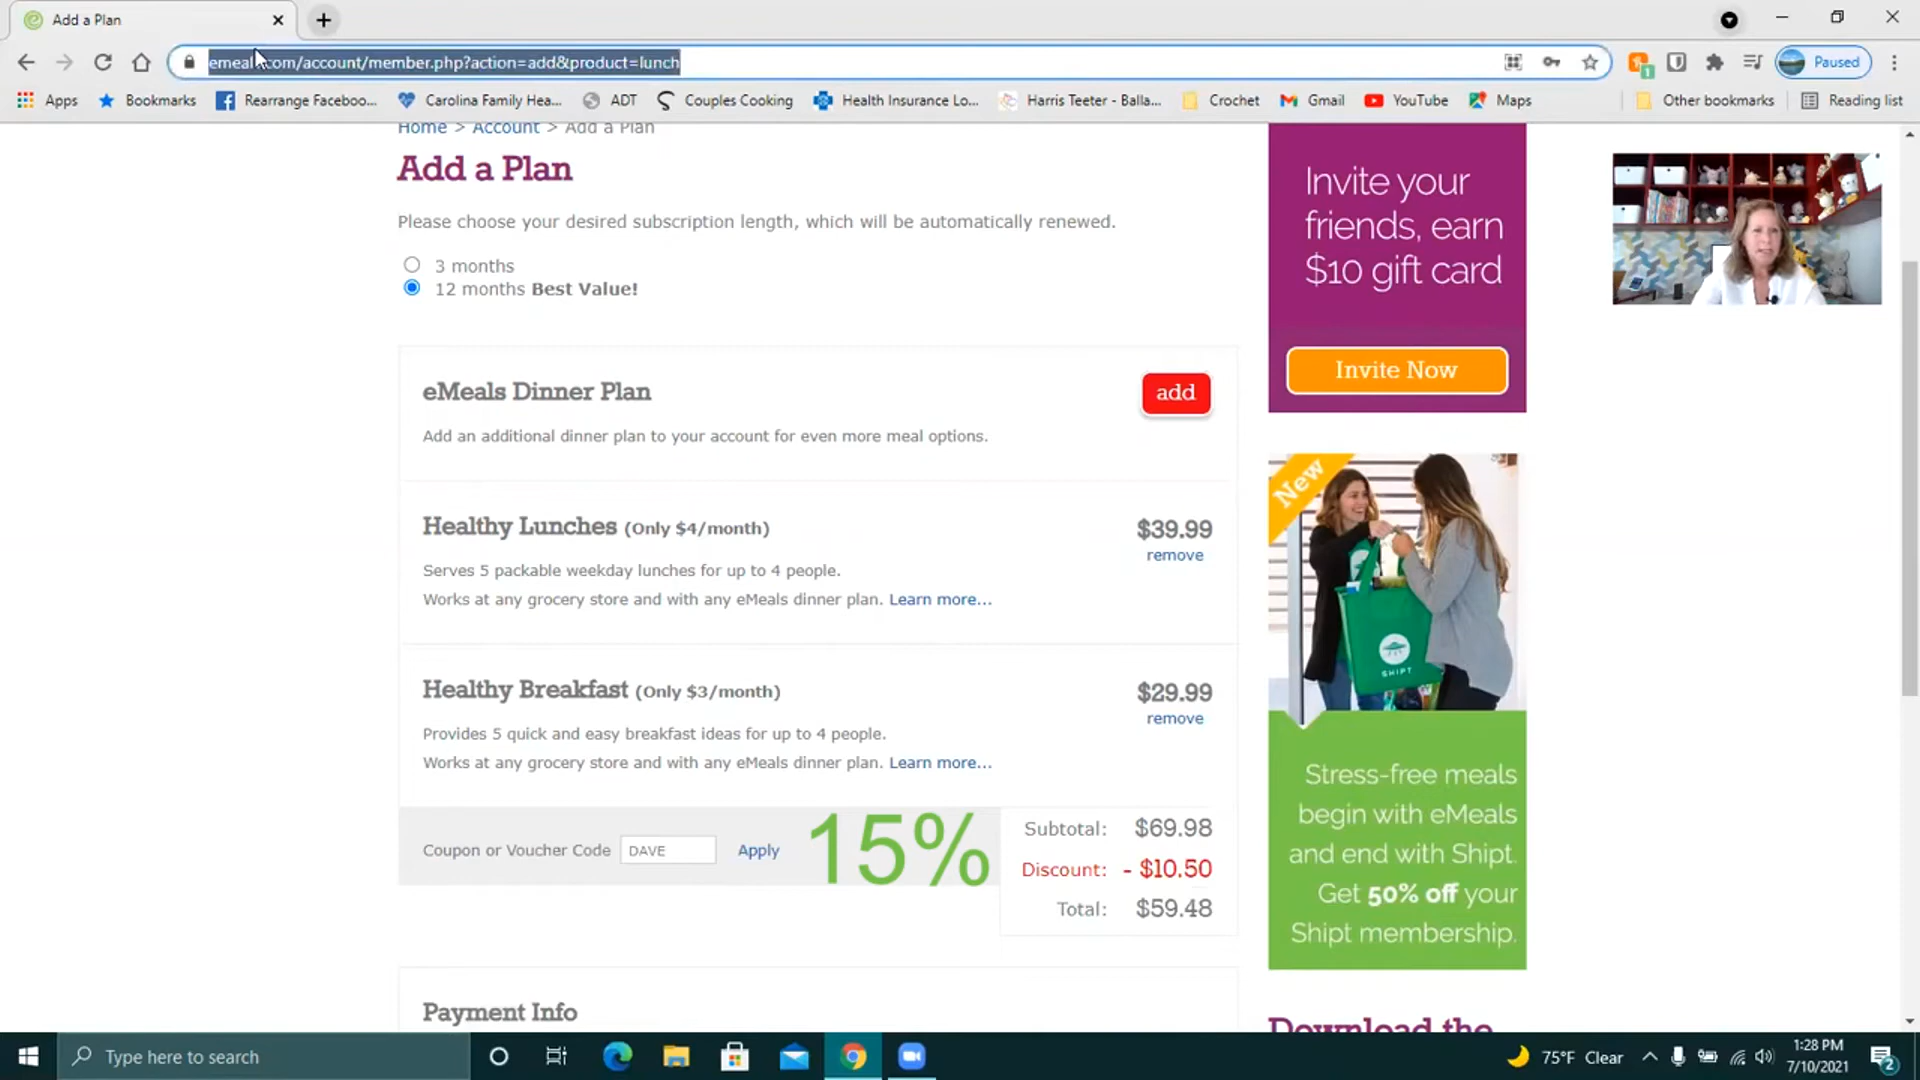 Add a Plan
emeals.com/account/member.php?action=add&product=lunch
Paused
Apps
Bookmarks
Rearrange Faceboo...
Carolina Family Hea...
ADT
Couples Cooking
Health Insurance Lo...
Harris Teeter - Balla...
Crochet
Gmail
YouTube
Maps
Other bookmarks
Reading list
Home > Account > Add a Plan
Add a Plan
Please choose your desired subscription length, which will be automatically renewed.
3 months
12 months Best Value!
eMeals Dinner Plan
add
Add an additional dinner plan to your account for even more meal options.
Healthy Lunches (Only $4/month)
$39.99
remove
Serves 5 packable weekday lunches for up to 4 people.
Works at any grocery store and with any eMeals dinner plan. Learn more...
Healthy Breakfast (Only $3/month)
$29.99
remove
Provides 5 quick and easy breakfast ideas for up to 4 people.
Works at any grocery store and with any eMeals dinner plan. Learn more...
Coupon or Voucher Code DAVE Apply
15%
Subtotal: $69.98
Discount: - $10.50
Total: $59.48
Payment Info
Invite your
friends, earn
$10 gift card
Invite Now
New
SHIPT
Stress-free meals
begin with eMeals
and end with Shipt.
Get 50% off your
Shipt membership.
Download the
Type here to search
75°F Clear
1:28 PM
7/10/2021
2
1